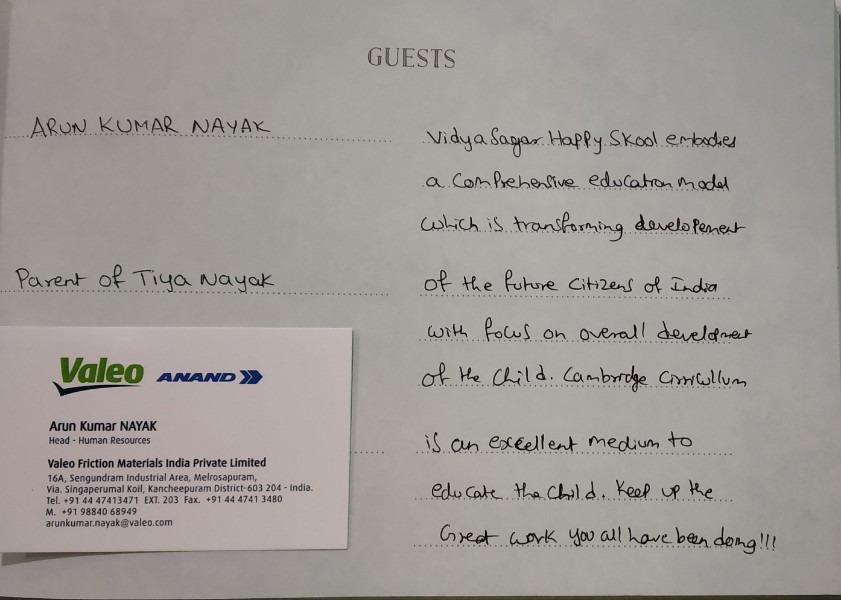 GUESTS
ARUN KUMAR NAYAK
Parent of Tiya Nayak
Vidya Sagar Happy Skool embodies
a Comprehensive education model
which is transforming developement
of the future Citizens of India
with focus on overall development
of the Child. Cambridge Cirricullum
is an excellent medium to
educate the Child. Keep up the
Great work you all have been doing!!!
Valeo ANAND
Arun Kumar NAYAK
Head - Human Resources
Valeo Friction Materials India Private Limited
16A, Sengundram Industrial Area, Melrosapuram,
Via. Singaperumal Koil, Kancheepuram District-603 204 - India.
Tel. +91 44 47413471 EXT. 203 Fax. +91 44 4741 3480
M. +91 98840 68949
arunkumar.nayak@valeo.com